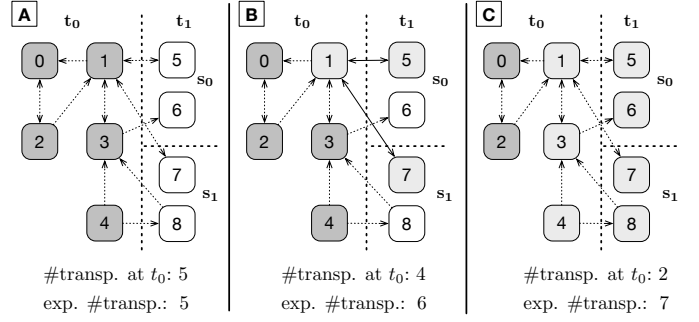 A t₀ t₁
0 1 5
s₀
6
2 3
7
s₁
4 8
#transp. at t₀: 5
exp. #transp.: 5
B t₀ t₁
0 1 5
s₀
6
2 3
7
s₁
4 8
#transp. at t₀: 4
exp. #transp.: 6
C t₀ t₁
0 1 5
s₀
6
2 3
7
s₁
4 8
#transp. at t₀: 2
exp. #transp.: 7